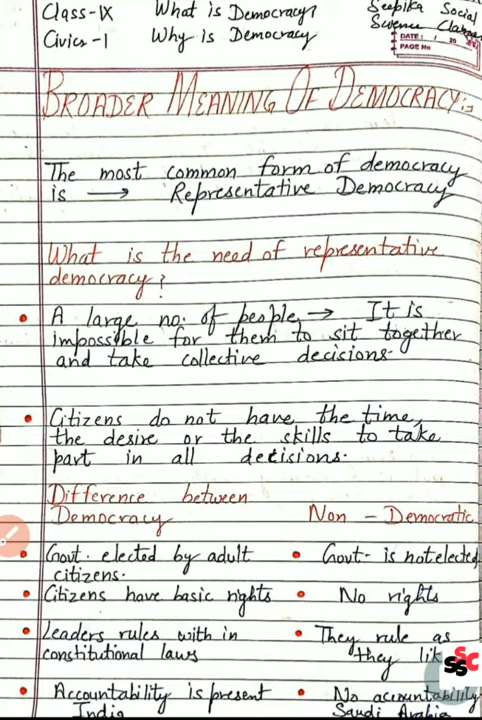 Class-IX What is Democracy Seepika Social
Civics-1 Why is Democracy Science Classes
DATE: / 20
PAGE No
BROADER MEANING OF DEMOCRACY:-
The most common form of democracy
is → Representative Democracy
What is the need of representative
democracy?
• A large no. of people → It is
impossible for them to sit together
and take collective decisions.
• Citizens do not have the time,
the desire or the skills to take
part in all decisions.
Difference between
Democracy Non - Democratic
• Govt. elected by adult • Govt- is not elected
citizens.
• Citizens have basic rights • No rights
• Leaders rules with in • They rule as
constitutional laws they lik
SSC
• Accountability is present • No accountability
India Saudi Arabia